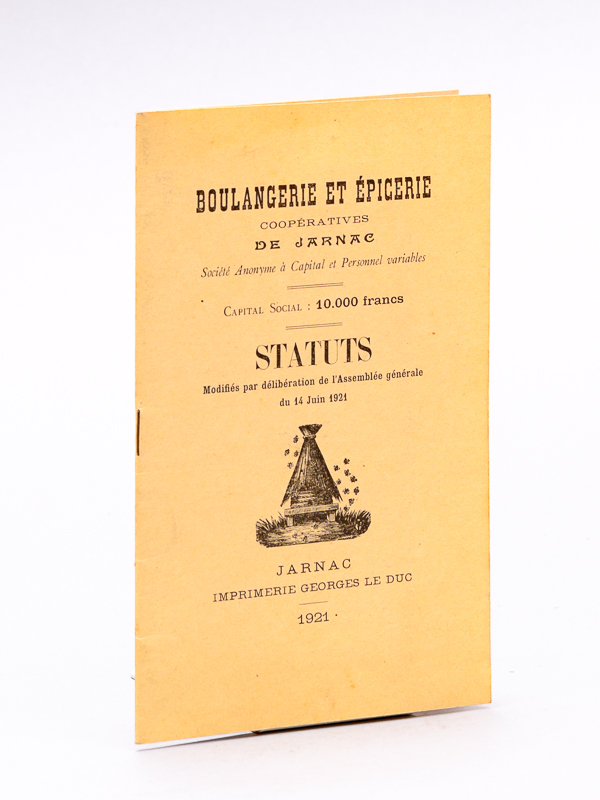 BOULANGERIE ET ÉPICERIE
COOPÉRATIVES
DE JARNAC
Société Anonyme à Capital et Personnel variables
CAPITAL SOCIAL : 10.000 francs
STATUTS
Modifiés par délibération de l'Assemblée générale
du 14 Juin 1921
JARNAC
IMPRIMERIE GEORGES LE DUC
1921